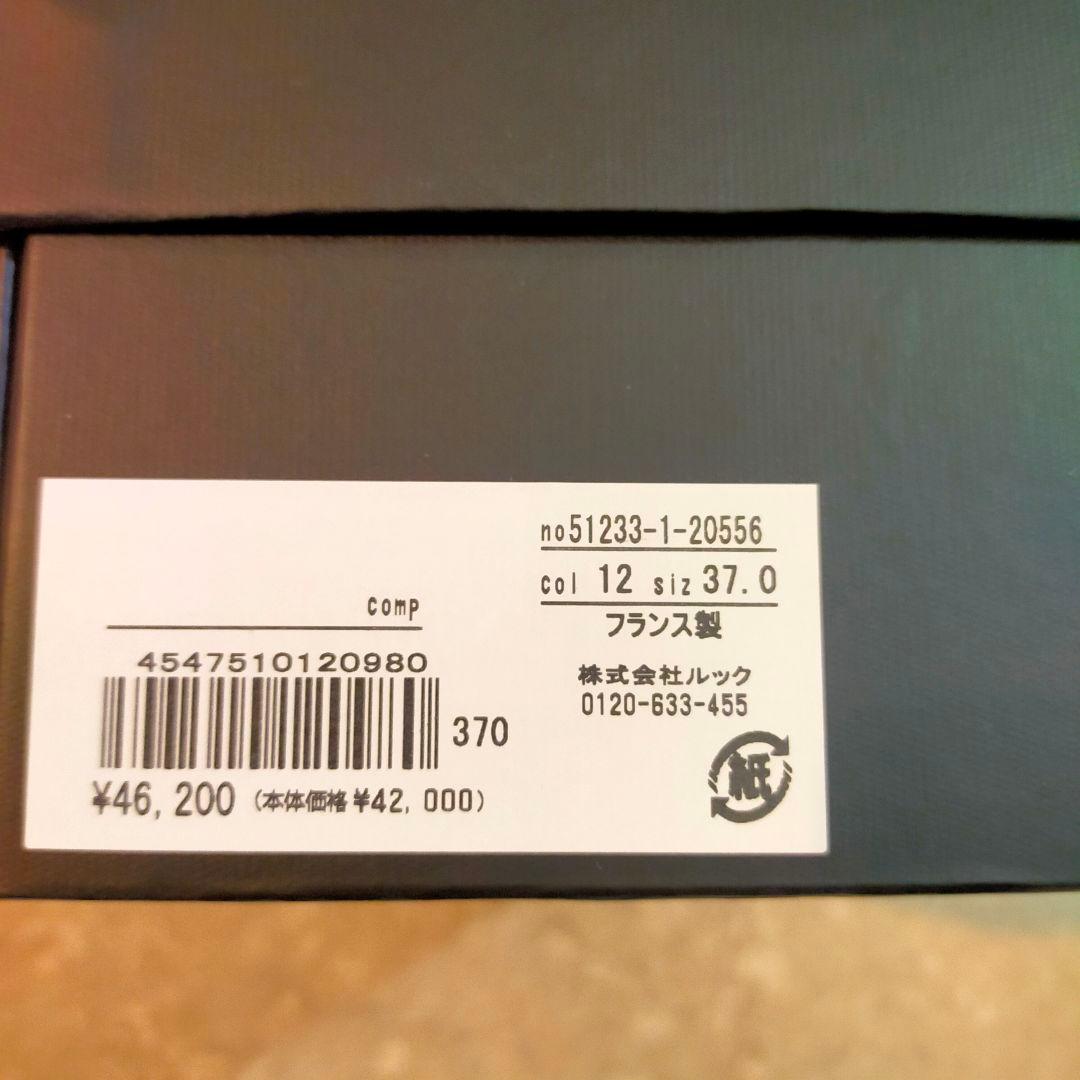 no51233-1-20556
col 12 siz 37.0
フランス製
株式会社ルック
0120-633-455
紙
comp
4547510120980
370
¥46,200 (本体価格 ¥42,000)